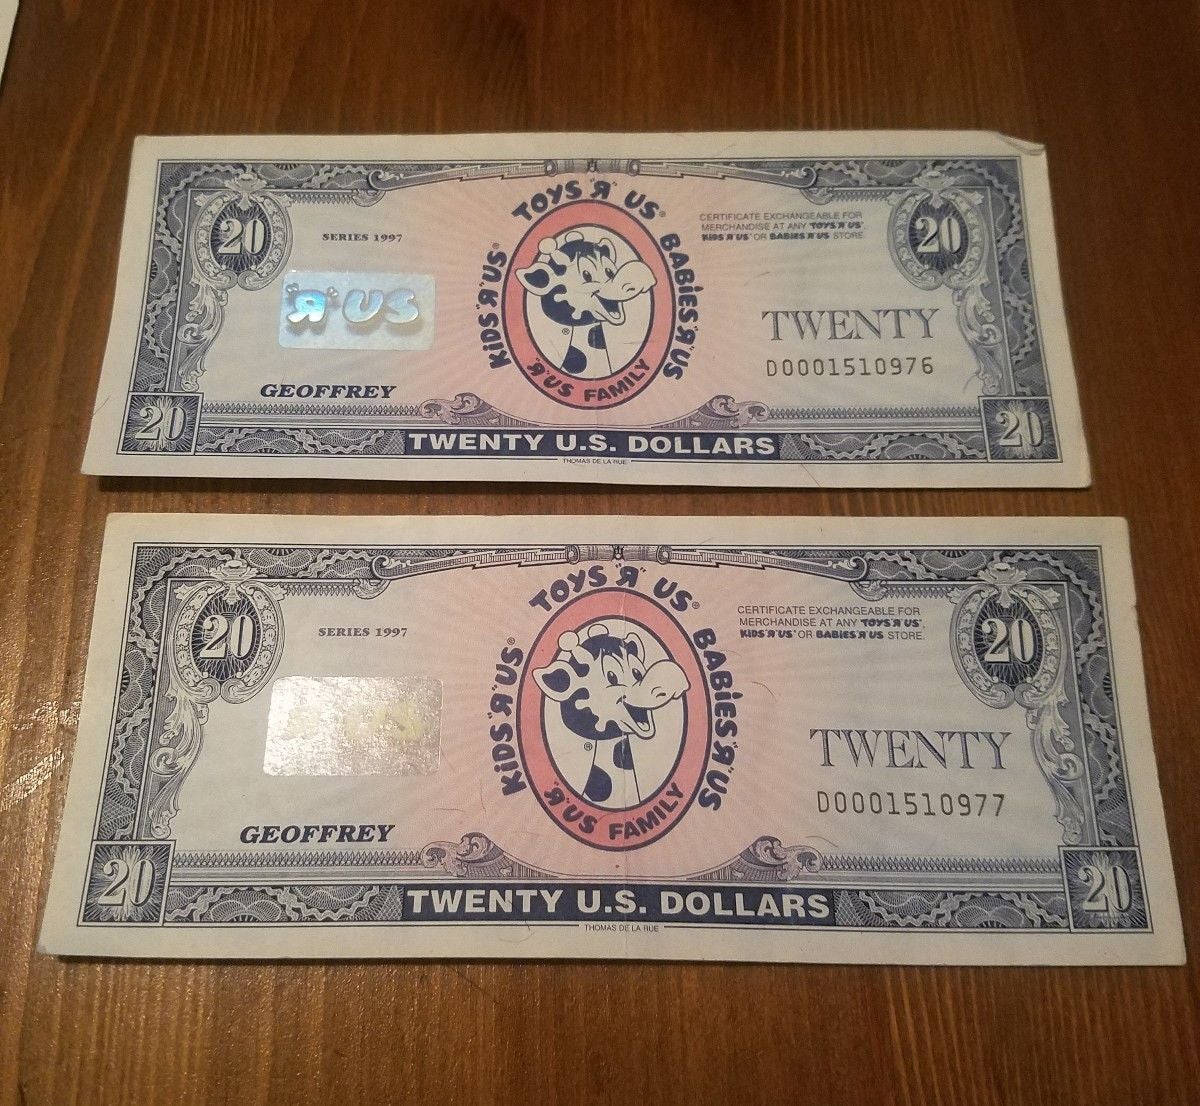 TOYS "Я" US®
KiDS "Я" US®
BABiES "Я" US
®
"Я" US FAMILY
20
20
SERIES 1997
CERTIFICATE EXCHANGEABLE FOR
MERCHANDISE AT ANY TOYS "Я" US,
KIDS "Я" US OR BABIES "Я" US STORE.
"Я" US
TWENTY
D0001510976
GEOFFREY
20
TWENTY U.S. DOLLARS
20
THOMAS DE LA RUE
TOYS "Я" US®
KiDS "Я" US®
BABiES "Я" US
®
"Я" US FAMILY
20
20
SERIES 1997
CERTIFICATE EXCHANGEABLE FOR
MERCHANDISE AT ANY TOYS "Я" US,
KIDS "Я" US OR BABIES "Я" US STORE.
Я US
TWENTY
D0001510977
GEOFFREY
20
TWENTY U.S. DOLLARS
20
THOMAS DE LA RUE